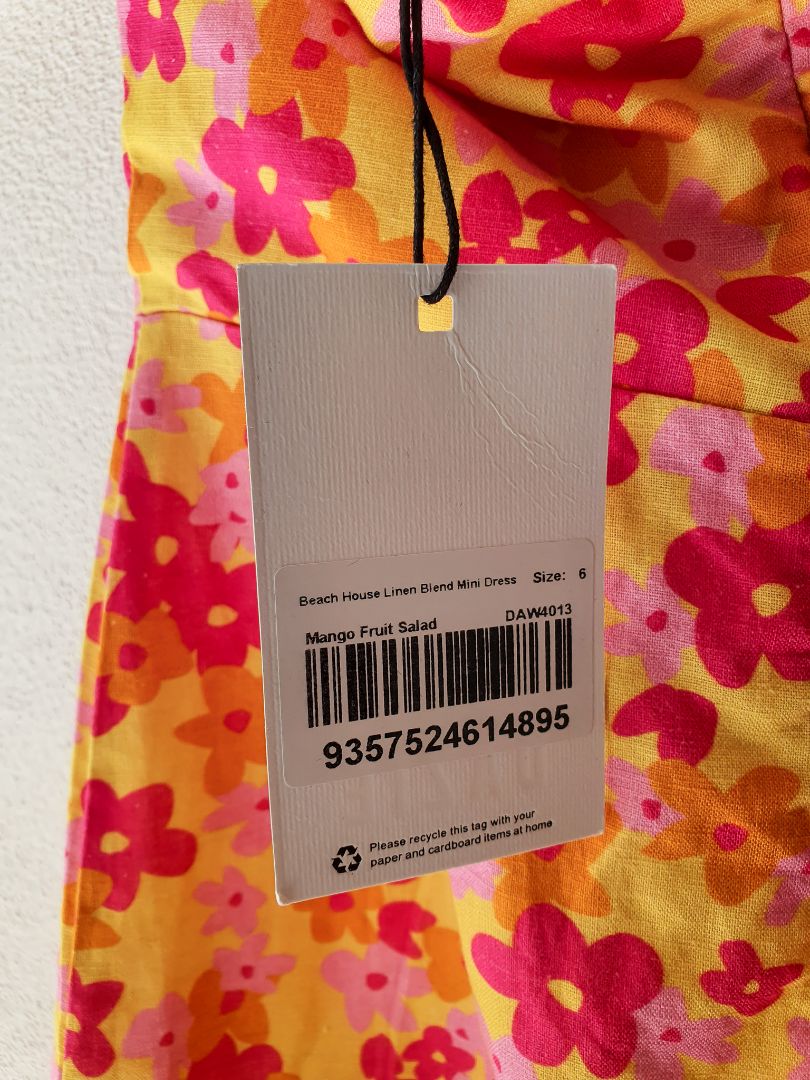 Beach House Linen Blend Mini Dress Size: 6
Mango Fruit Salad DAW4013
9357524614895
Please recycle this tag with your
paper and cardboard items at home